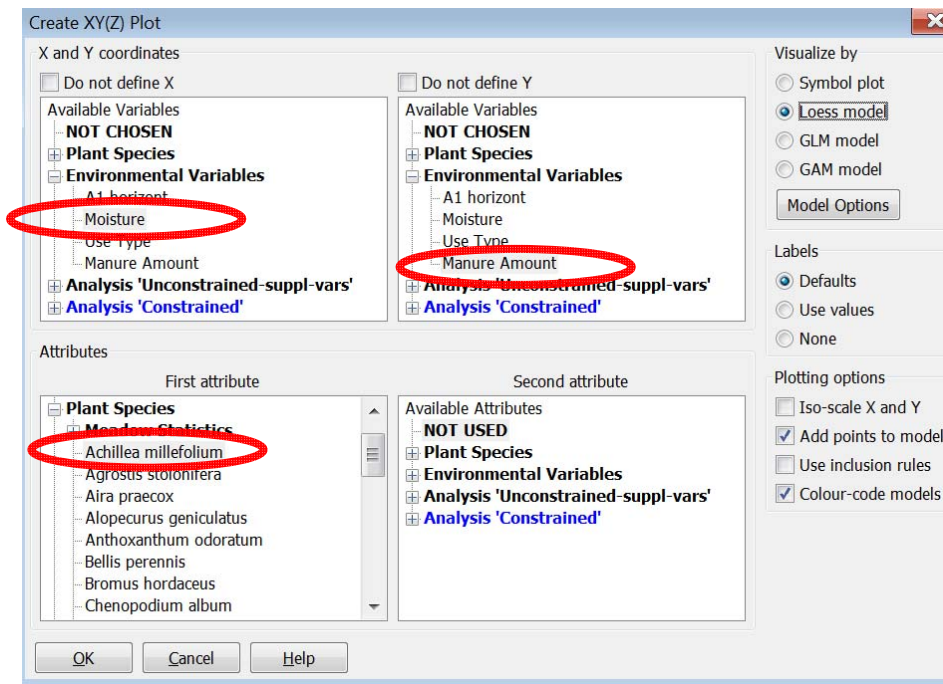 Create XY(Z) Plot
X and Y coordinates
Do not define X
Available Variables
NOT CHOSEN
Plant Species
Environmental Variables
A1 horizont
Moisture
Use Type
Manure Amount
Analysis 'Unconstrained-suppl-vars'
Analysis 'Constrained'
Do not define Y
Available Variables
NOT CHOSEN
Plant Species
Environmental Variables
A1 horizont
Moisture
Use Type
Manure Amount
Analysis 'Unconstrained-suppl-vars'
Analysis 'Constrained'
Attributes
First attribute
Plant Species
Meadow Statistics
Achillea millefolium
Agrostis stolonifera
Aira praecox
Alopecurus geniculatus
Anthoxanthum odoratum
Bellis perennis
Bromus hordaceus
Chenopodium album
Second attribute
Available Attributes
NOT USED
Plant Species
Environmental Variables
Analysis 'Unconstrained-suppl-vars'
Analysis 'Constrained'
OK
Cancel
Help
Visualize by
Symbol plot
Loess model
GLM model
GAM model
Model Options
Labels
Defaults
Use values
None
Plotting options
Iso-scale X and Y
Add points to model
Use inclusion rules
Colour-code models